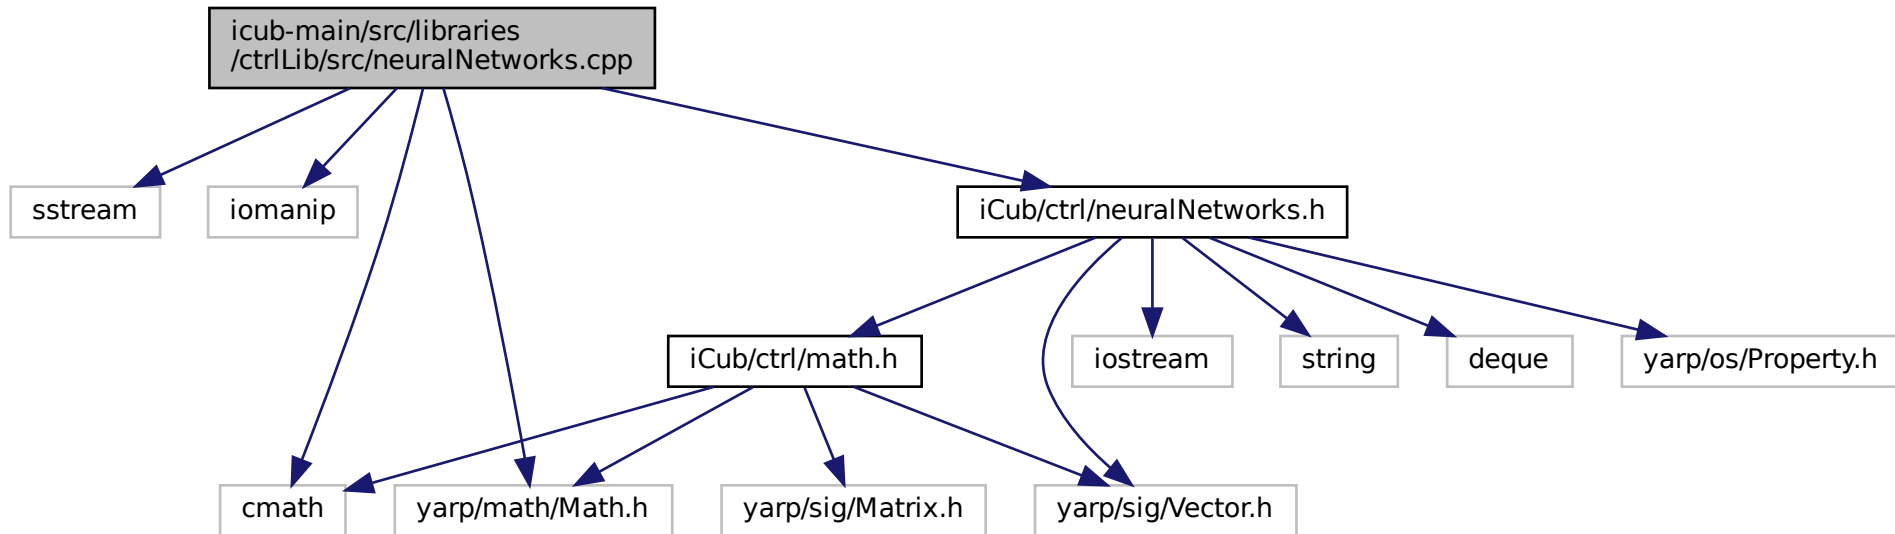 icub-main/src/libraries
/ctrlLib/src/neuralNetworks.cpp
sstream
iomanip
iCub/ctrl/neuralNetworks.h
iCub/ctrl/math.h
iostream
string
deque
yarp/os/Property.h
cmath
yarp/math/Math.h
yarp/sig/Matrix.h
yarp/sig/Vector.h